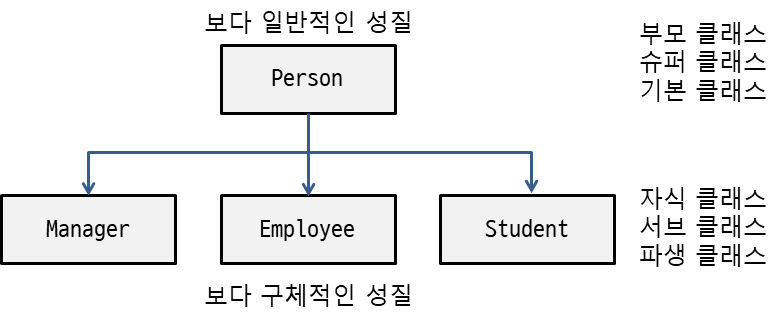 보다 일반적인 성질
부모 클래스
슈퍼 클래스
기본 클래스
Person
Manager
Employee
Student
자식 클래스
서브 클래스
파생 클래스
보다 구체적인 성질